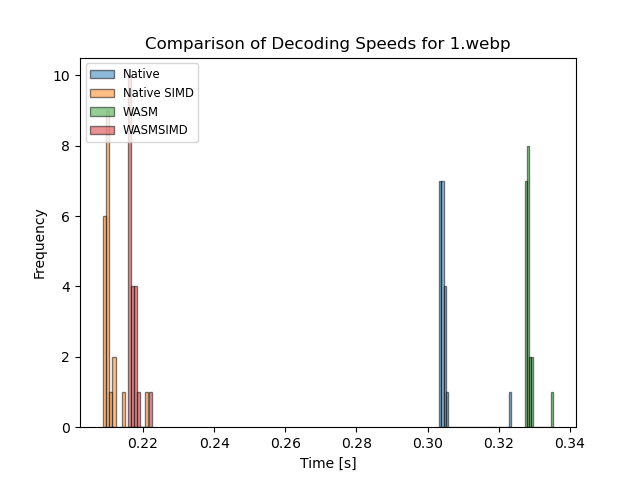 Comparison of Decoding Speeds for 1.webp
Native
Native SIMD
WASM
WASMSIMD
10
8
6
4
2
0
Frequency
0.22
0.24
0.26
0.28
0.30
0.32
0.34
Time [s]